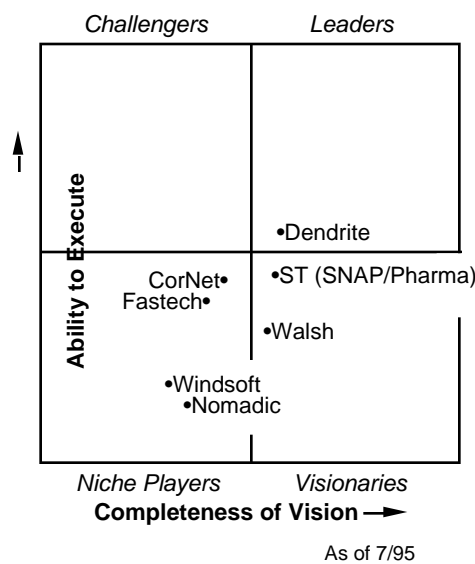 Challengers Leaders
Ability to Execute
Dendrite
CorNet ST (SNAP/Pharma)
Fastech
Walsh
Windsoft
Nomadic
Niche Players Visionaries
Completeness of Vision
As of 7/95